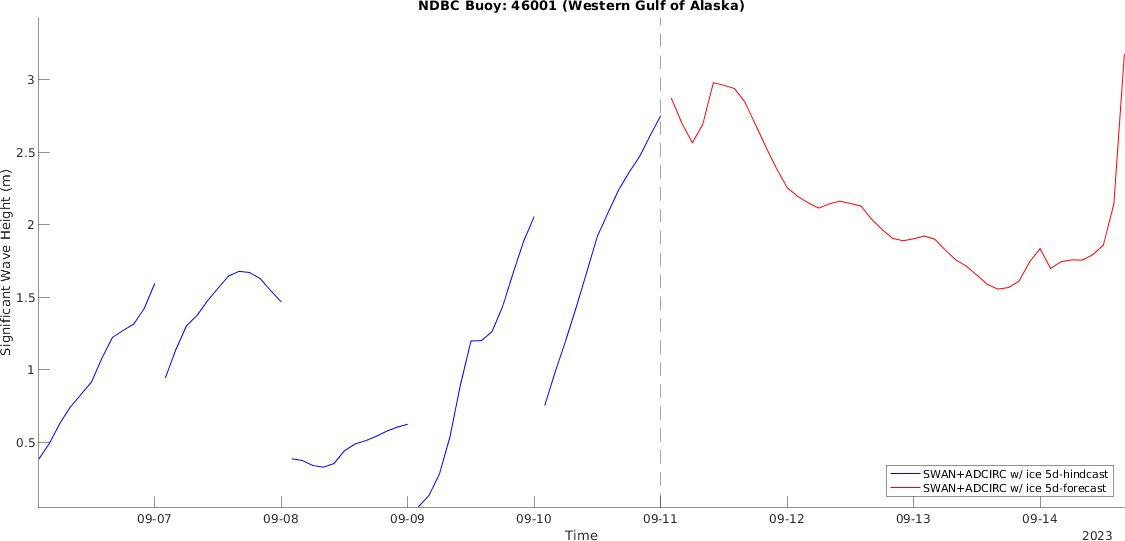 NDBC Buoy: 46001 (Western Gulf of Alaska)
Significant Wave Height (m)
3
2.5
2
1.5
1
0.5
SWAN+ADCIRC w/ ice 5d-hindcast
SWAN+ADCIRC w/ ice 5d-forecast
09-07 09-08 09-09 09-10 09-11 09-12 09-13 09-14
Time
2023